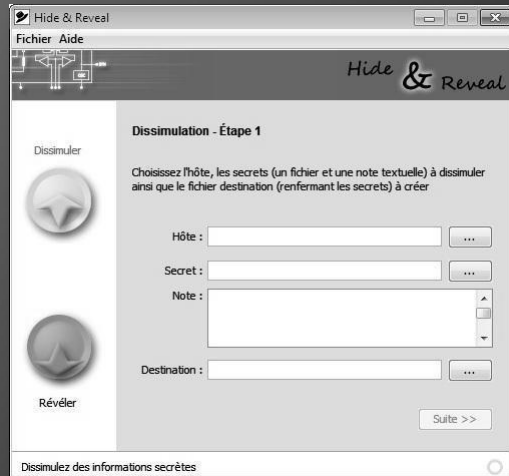 Hide & Reveal
Fichier Aide
Hide & Reveal
Dissimulation - Étape 1
Dissimuler
Choisissez l'hôte, les secrets (un fichier et une note textuelle) à dissimuler
ainsi que le fichier destination (renfermant les secrets) à créer
Hôte :
...
Secret :
...
Note :
Destination :
...
Révéler
Suite >>
Dissimulez des informations secrètes